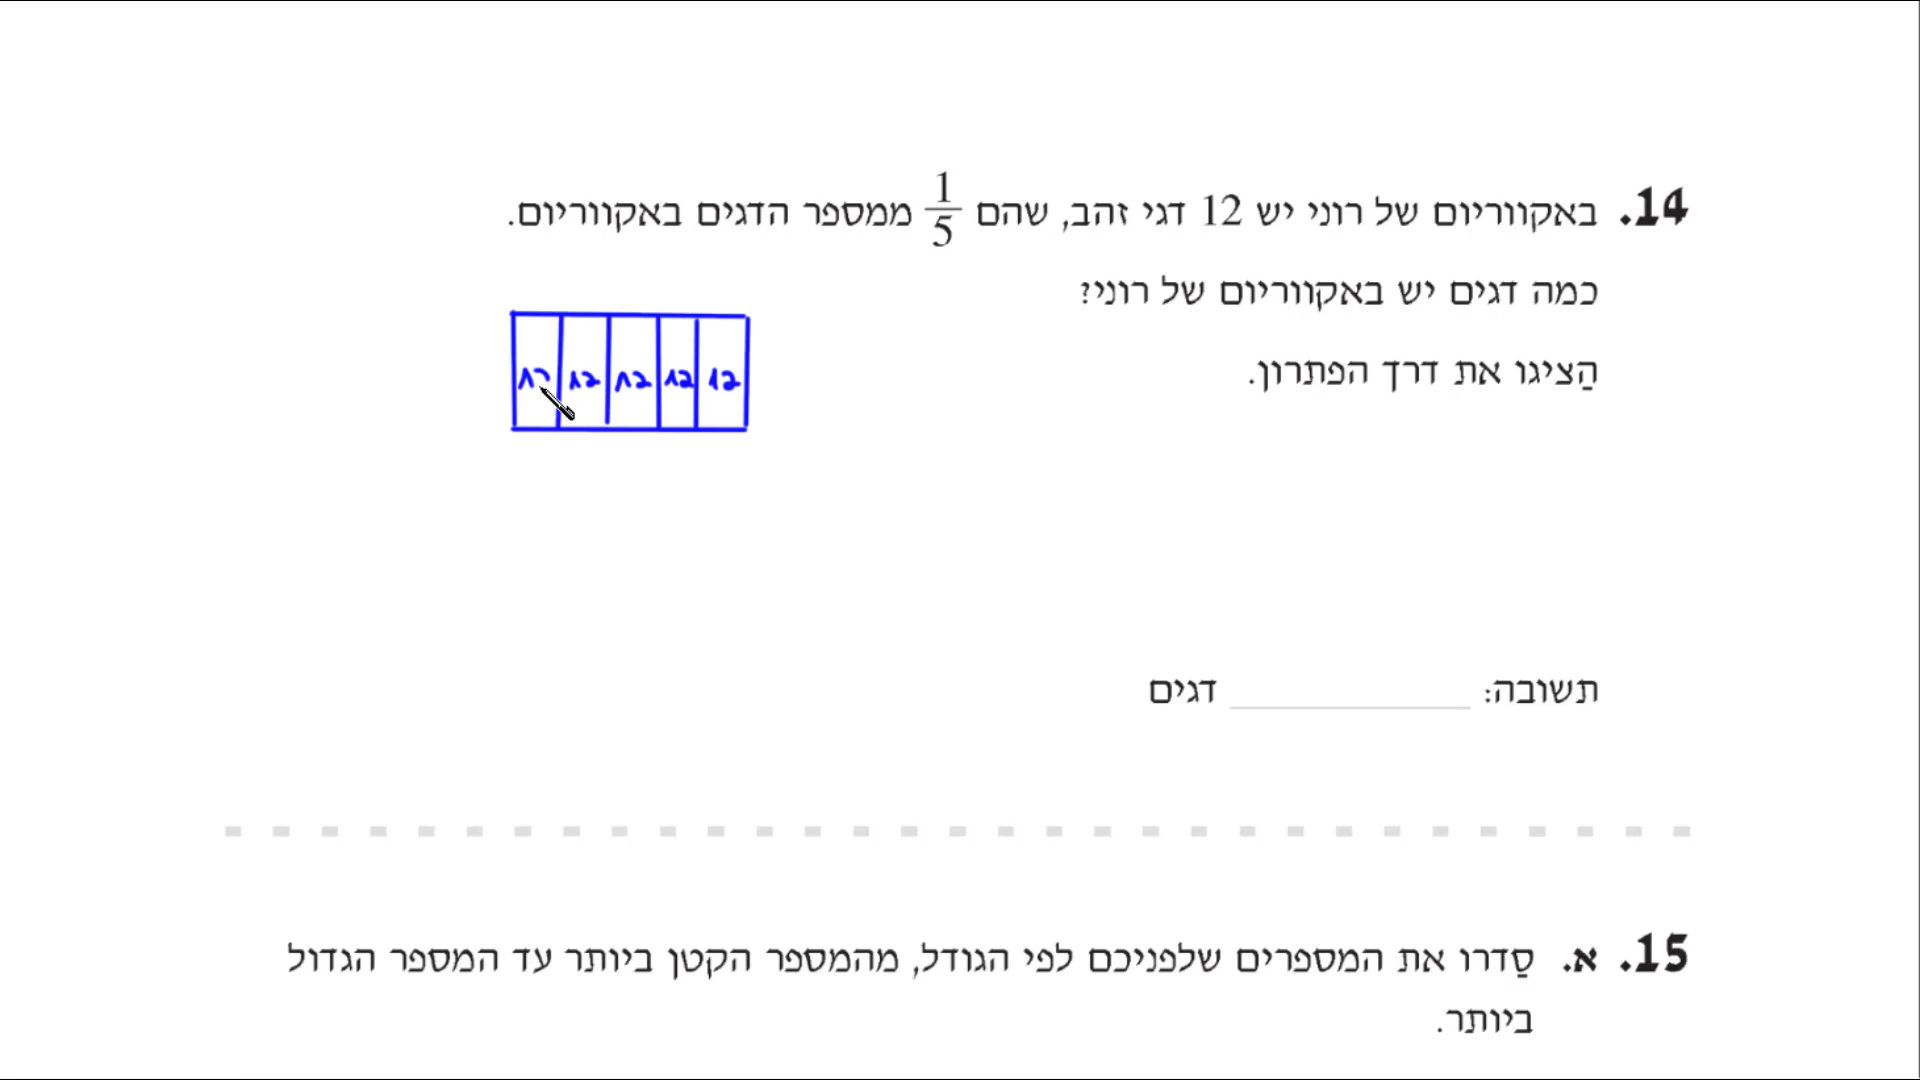 14. באקווריום של רוני יש 12 דגי זהב, שהם 1/5 ממספר הדגים באקווריום.
כמה דגים יש באקווריום של רוני?
הַציגו את דרך הפתרון.
12 12 12 12 12
תשובה: ____________ דגים
15. א. סַדרו את המספרים שלפניכם לפי הגודל, מהמספר הקטן ביותר עד המספר הגדול
ביותר.